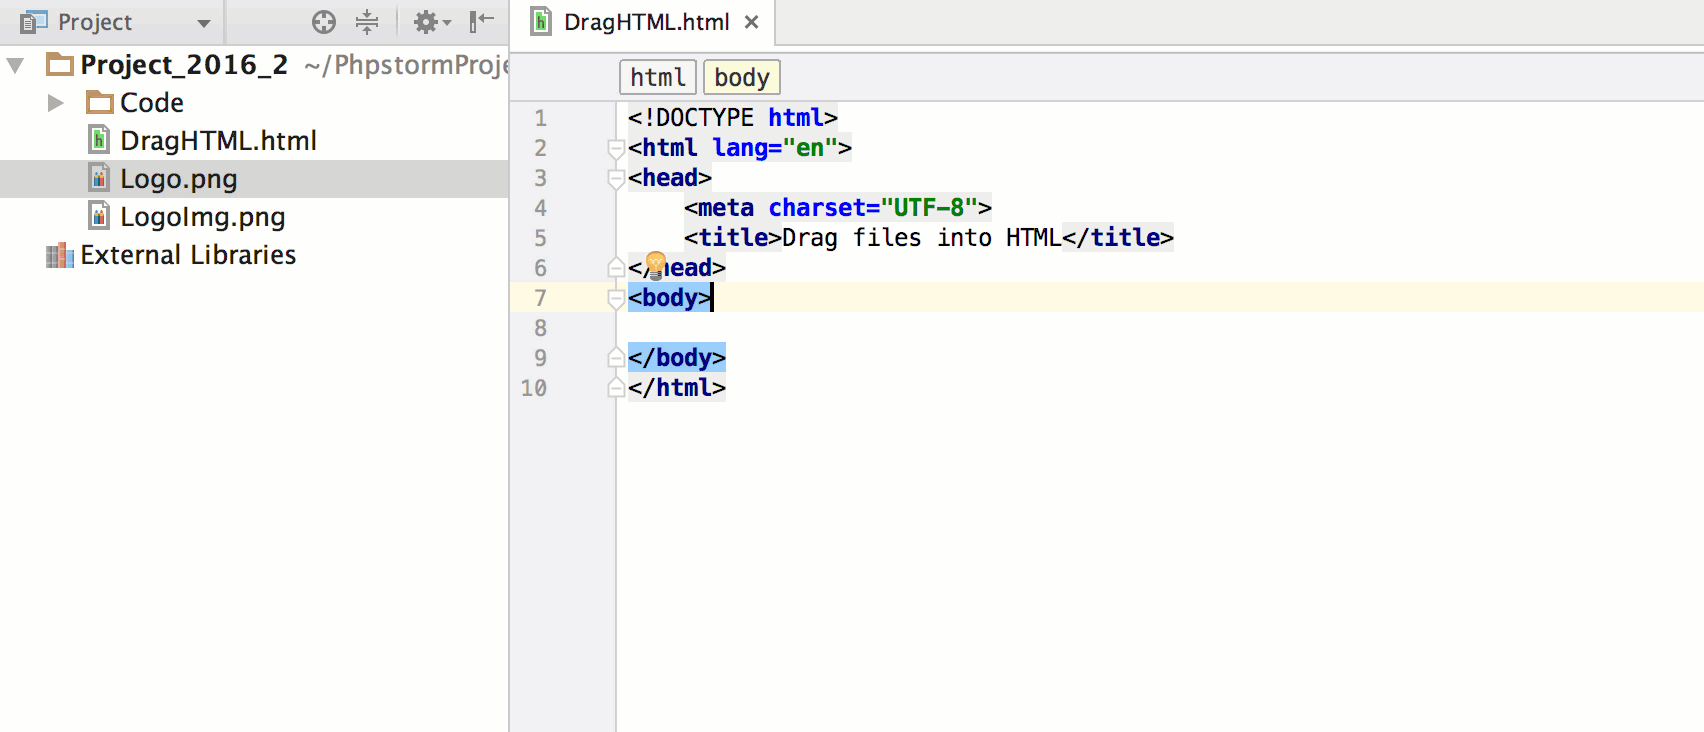 Project
Project_2016_2 ~/PhpstormProje
Code
DragHTML.html
Logo.png
LogoImg.png
External Libraries
DragHTML.html
html body
1 <!DOCTYPE html>
2 <html lang="en">
3 <head>
4 <meta charset="UTF-8">
5 <title>Drag files into HTML</title>
6 </head>
7 <body>
8
9 </body>
10 </html>